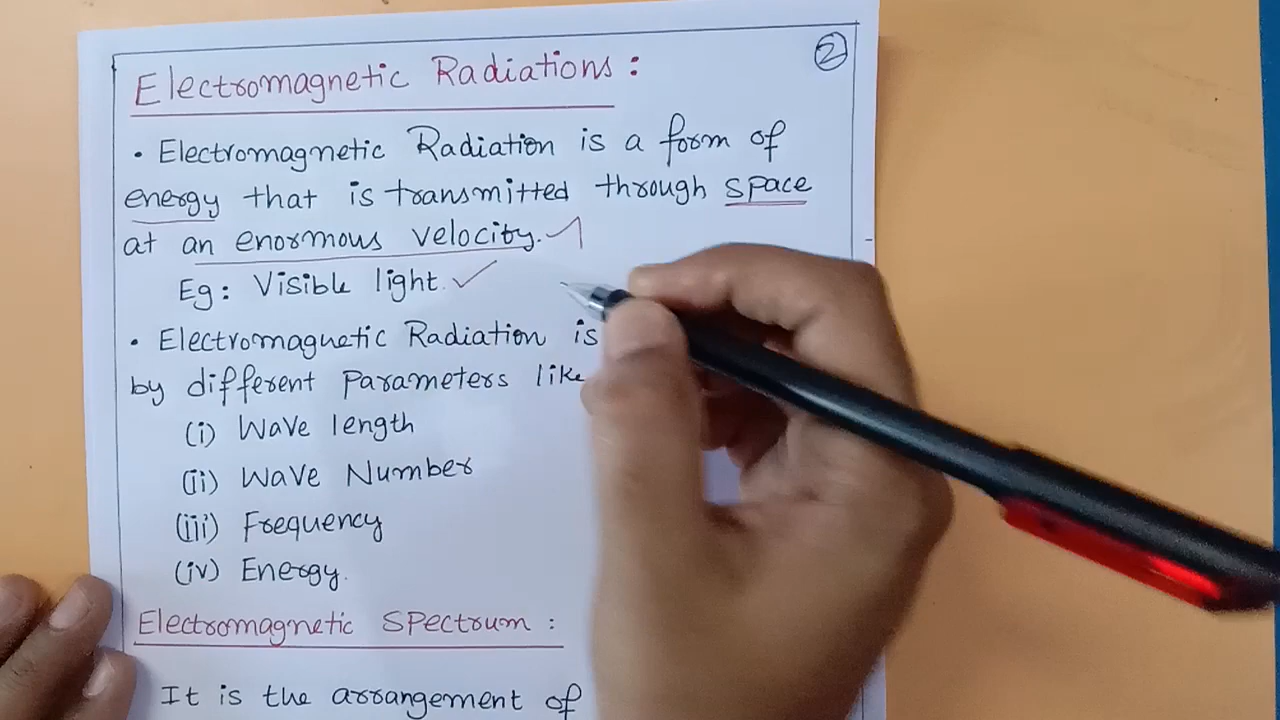 2
Electromagnetic Radiations:
• Electromagnetic Radiation is a form of
energy that is transmitted through space
at an enormous velocity.
Eg: Visible light.
• Electromagnetic Radiation is
by different Parameters like
(i) Wave length
(ii) Wave Number
(iii) Frequency
(iv) Energy.
Electromagnetic Spectrum:
It is the arrangement of